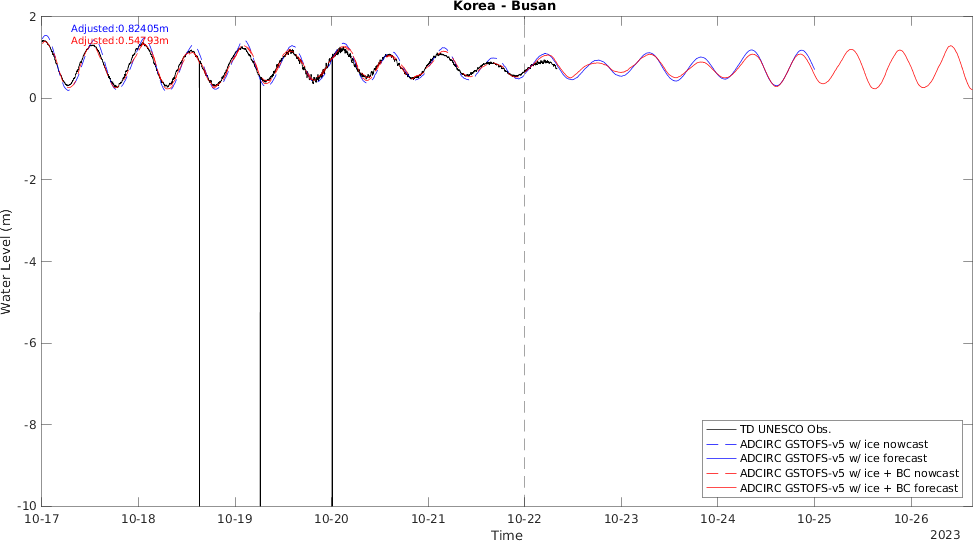 Korea - Busan
Adjusted:0.82405m
Adjusted:0.54793m
2
0
-2
-4
-6
-8
-10
Water Level (m)
TD UNESCO Obs.
ADCIRC GSTOFS-v5 w/ ice nowcast
ADCIRC GSTOFS-v5 w/ ice forecast
ADCIRC GSTOFS-v5 w/ ice + BC nowcast
ADCIRC GSTOFS-v5 w/ ice + BC forecast
10-17 10-18 10-19 10-20 10-21 10-22 10-23 10-24 10-25 10-26
Time
2023